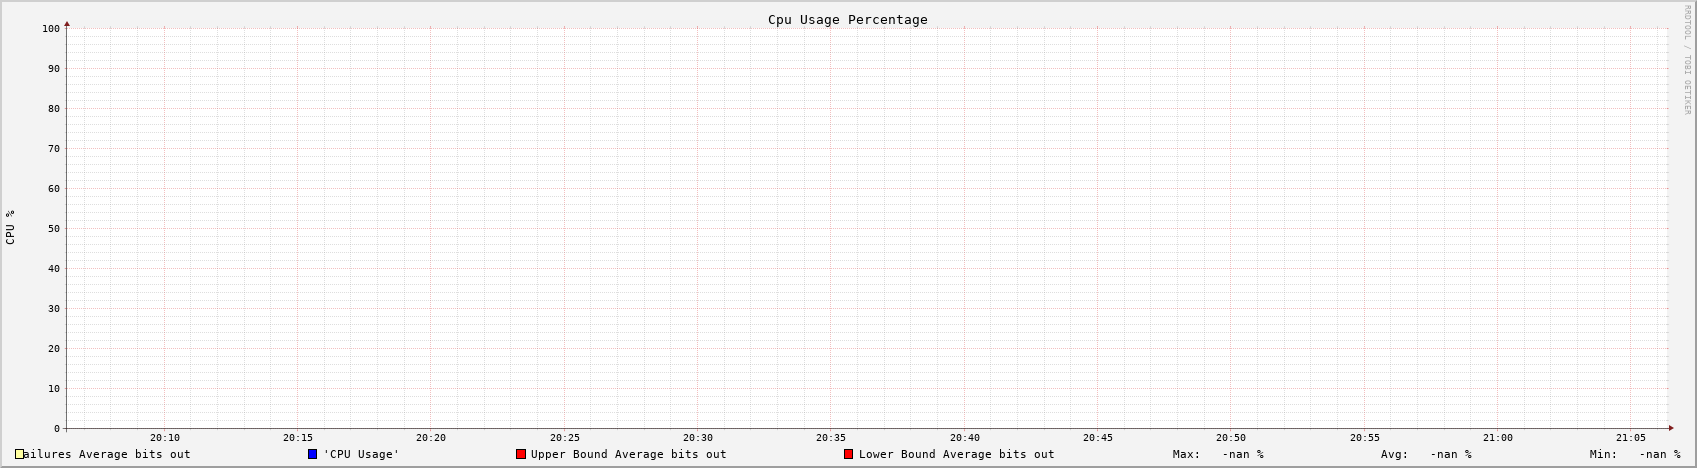 Cpu Usage Percentage
RRDTOOL / TOBI OETIKER
CPU %
100
90
80
70
60
50
40
30
20
10
0
20:10 20:15 20:20 20:25 20:30 20:35 20:40 20:45 20:50 20:55 21:00 21:05
ailures Average bits out 'CPU Usage' Upper Bound Average bits out Lower Bound Average bits out Max: -nan % Avg: -nan % Min: -nan %